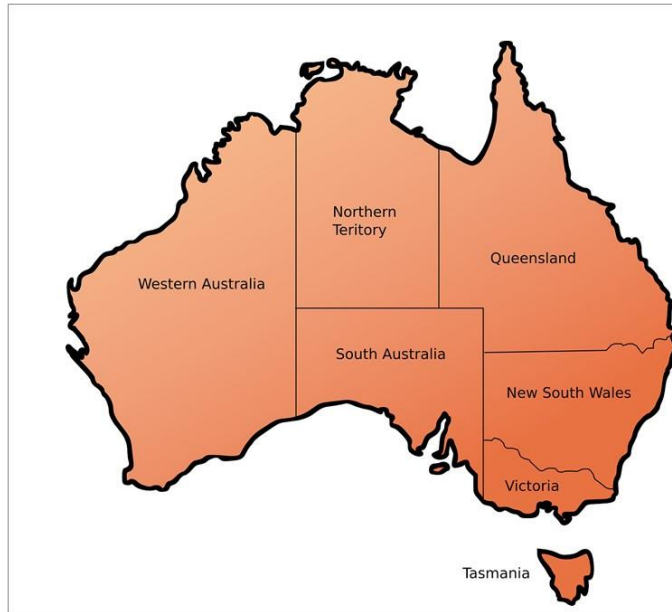 Northern
Teritory
Queensland
Western Australia
South Australia
New South Wales
Victoria
Tasmania